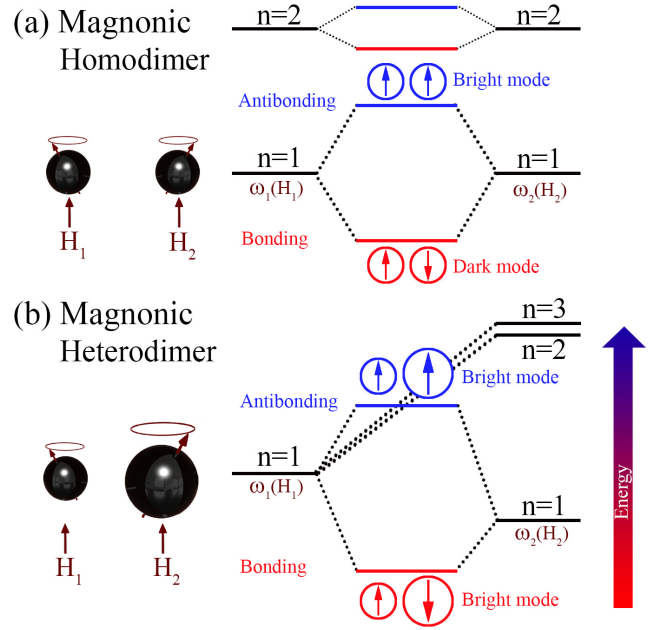 (a) Magnonic
Homodimer
n=2
n=2
Bright mode
Antibonding
n=1
n=1
ω₁(H₁)
ω₂(H₂)
H₁
H₂
Bonding
Dark mode
(b) Magnonic
Heterodimer
n=3
n=2
Bright mode
Antibonding
n=1
ω₁(H₁)
n=1
ω₂(H₂)
H₁
H₂
Bonding
Bright mode
Energy